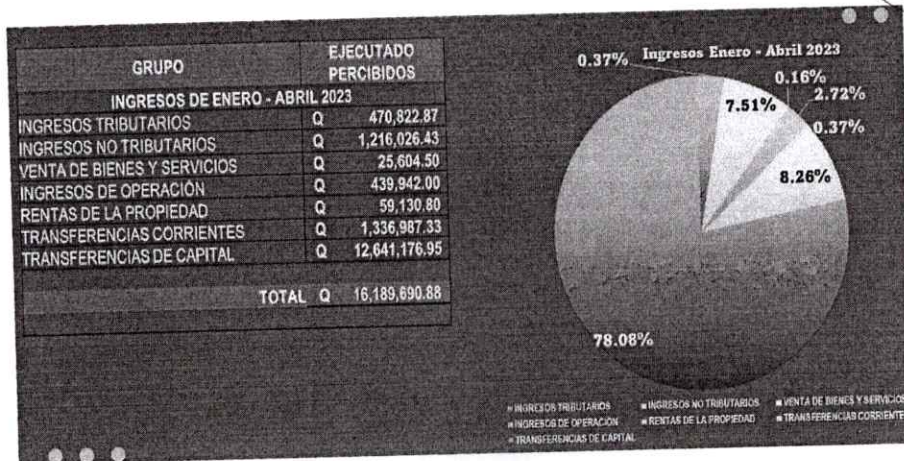 GRUPO EJECUTADO PERCIBIDOS
INGRESOS DE ENERO - ABRIL 2023
INGRESOS TRIBUTARIOS Q 470,822.87
INGRESOS NO TRIBUTARIOS Q 1,216,026.43
VENTA DE BIENES Y SERVICIOS Q 25,604.50
INGRESOS DE OPERACIÓN Q 439,942.00
RENTAS DE LA PROPIEDAD Q 59,130.80
TRANSFERENCIAS CORRIENTES Q 1,336,987.33
TRANSFERENCIAS DE CAPITAL Q 12,641,176.95
TOTAL Q 16,189,690.88
Ingresos Enero - Abril 2023
0.37%
7.51%
0.16%
2.72%
0.37%
8.26%
78.08%
INGRESOS TRIBUTARIOS INGRESOS NO TRIBUTARIOS VENTA DE BIENES Y SERVICIOS
INGRESOS DE OPERACIÓN RENTAS DE LA PROPIEDAD TRANSFERENCIAS CORRIENTE
TRANSFERENCIAS DE CAPITAL